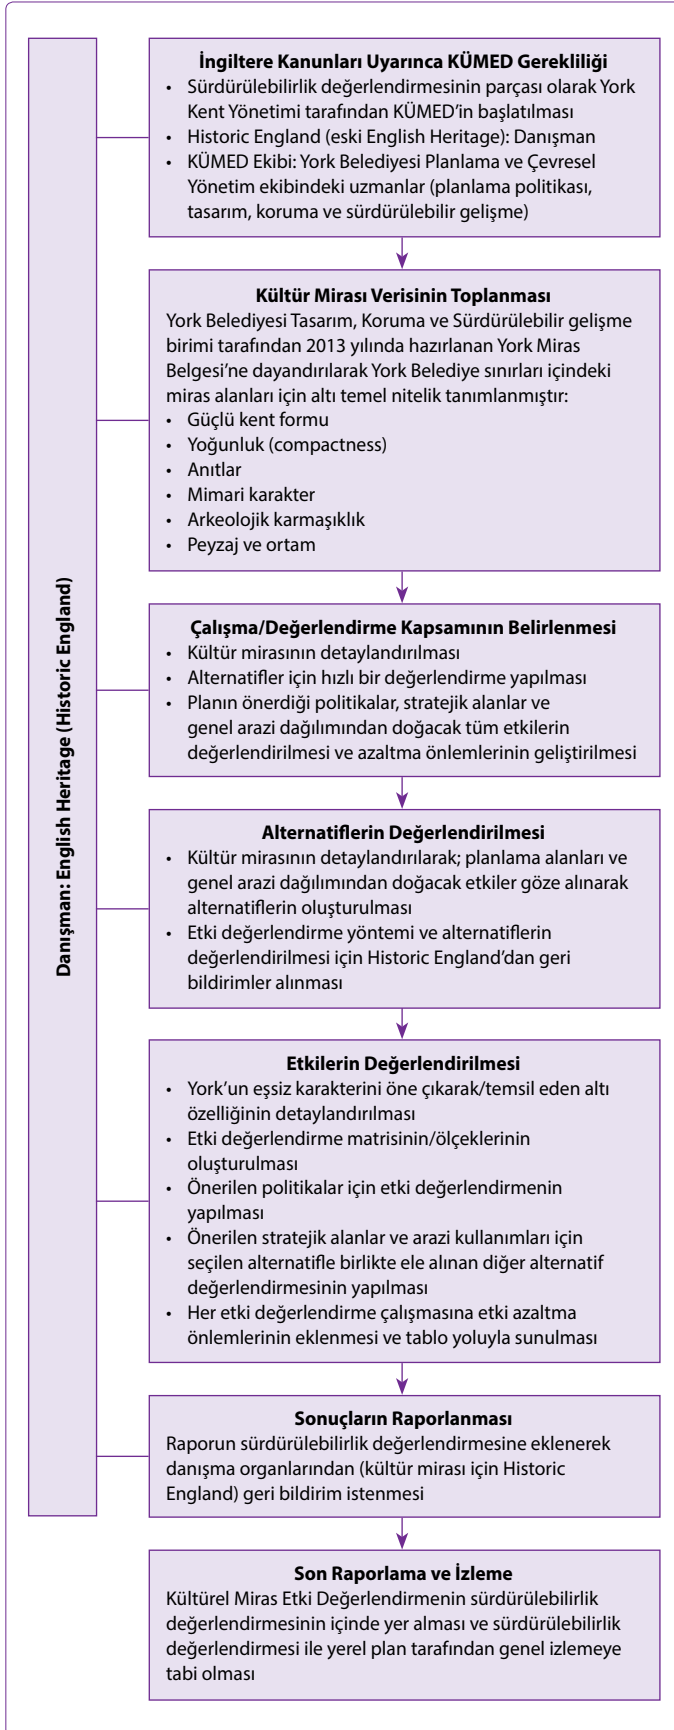 Danışman: English Heritage (Historic England)
İngiltere Kanunları Uyarınca KÜMED Gerekliliği
• Sürdürülebilirlik değerlendirmesinin parçası olarak York
Kent Yönetimi tarafından KÜMED’in başlatılması
• Historic England (eski English Heritage): Danışman
• KÜMED Ekibi: York Belediyesi Planlama ve Çevresel
Yönetim ekibindeki uzmanlar (planlama politikası,
tasarım, koruma ve sürdürülebilir gelişme)
Kültür Mirası Verisinin Toplanması
York Belediyesi Tasarım, Koruma ve Sürdürülebilir gelişme
birimi tarafından 2013 yılında hazırlanan York Miras
Belgesi’ne dayandırılarak York Belediye sınırları içindeki
miras alanları için altı temel nitelik tanımlanmıştır:
• Güçlü kent formu
• Yoğunluk (compactness)
• Anıtlar
• Mimari karakter
• Arkeolojik karmaşıklık
• Peyzaj ve ortam
Çalışma/Değerlendirme Kapsamının Belirlenmesi
• Kültür mirasının detaylandırılması
• Alternatifler için hızlı bir değerlendirme yapılması
• Planın önerdiği politikalar, stratejik alanlar ve
genel arazi dağılımından doğacak tüm etkilerin
değerlendirilmesi ve azaltma önlemlerinin geliştirilmesi
Alternatiflerin Değerlendirilmesi
• Kültür mirasının detaylandırılarak; planlama alanları ve
genel arazi dağılımından doğacak etkiler göze alınarak
alternatiflerin oluşturulması
• Etki değerlendirme yöntemi ve alternatiflerin
değerlendirilmesi için Historic England’dan geri
bildirimler alınması
Etkilerin Değerlendirilmesi
• York’un eşsiz karakterini öne çıkarak/temsil eden altı
özelliğinin detaylandırılması
• Etki değerlendirme matrisinin/ölçeklerinin
oluşturulması
• Önerilen politikalar için etki değerlendirmenin
yapılması
• Önerilen stratejik alanlar ve arazi kullanımları için
seçilen alternatifle birlikte ele alınan diğer alternatif
değerlendirmesinin yapılması
• Her etki değerlendirme çalışmasına etki azaltma
önlemlerinin eklenmesi ve tablo yoluyla sunulması
Sonuçların Raporlanması
Raporun sürdürülebilirlik değerlendirmesine eklenerek
danışma organlarından (kültür mirası için Historic
England) geri bildirim istenmesi
Son Raporlama ve İzleme
Kültürel Miras Etki Değerlendirmenin sürdürülebilirlik
değerlendirmesinin içinde yer alması ve sürdürülebilirlik
değerlendirmesi ile yerel plan tarafından genel izlemeye
tabi olması